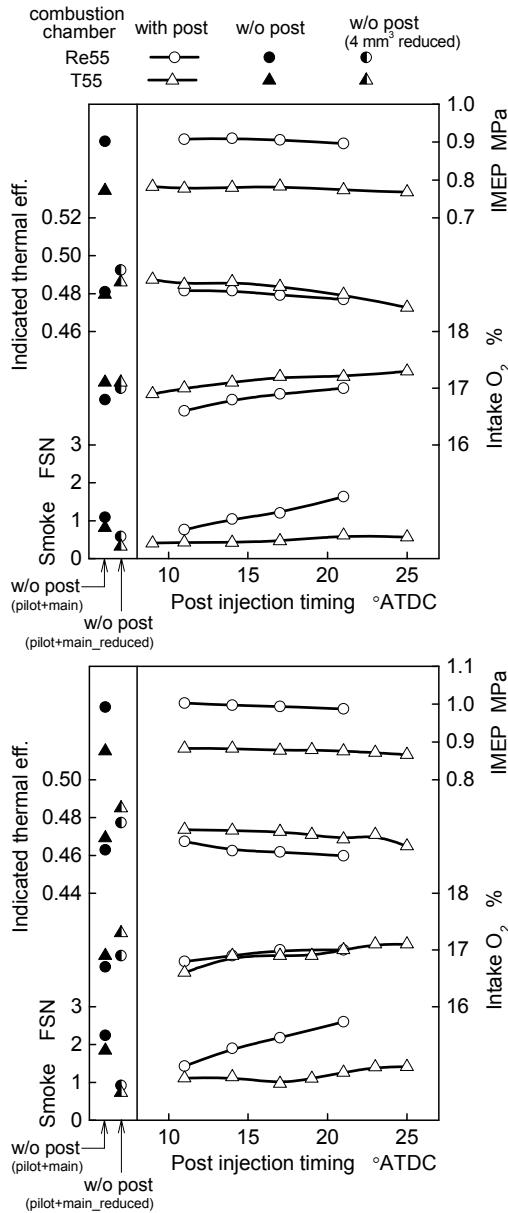 combustion chamber with post w/o post w/o post
(4 mm³ reduced)
Re55
T55
1.0
0.9
0.8
0.7
IMEP MPa
0.52
0.50
0.48
0.46
Indicated thermal eff.
18
17
16
Intake O₂ %
3
2
1
0
Smoke FSN
10 15 20 25
w/o post
(pilot+main)
Post injection timing °ATDC
w/o post
(pilot+main_reduced)
1.1
1.0
0.9
0.8
IMEP MPa
0.50
0.48
0.46
0.44
Indicated thermal eff.
18
17
16
Intake O₂ %
3
2
1
0
Smoke FSN
10 15 20 25
w/o post
(pilot+main)
Post injection timing °ATDC
w/o post
(pilot+main_reduced)